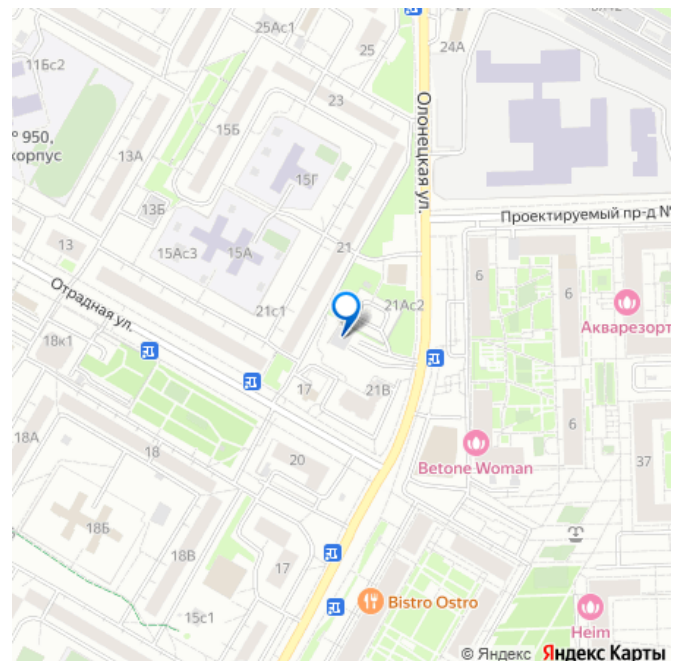 25Ас1
25
24А
11Бс2
23
Олонецкая ул.
15Б
№ 950,
корпус
13А
15Г
13Б
Проектируемый пр-д №
13
15Ас3
15А
21
6
6
Отрадная ул.
21с1
21Ас2
Акварезорт
18к1
17
21В
18А
18
20
6
Betone Woman
37
18Б
18В
17
15с1
Bistro Ostro
Heim
© Яндекс Яндекс Карты